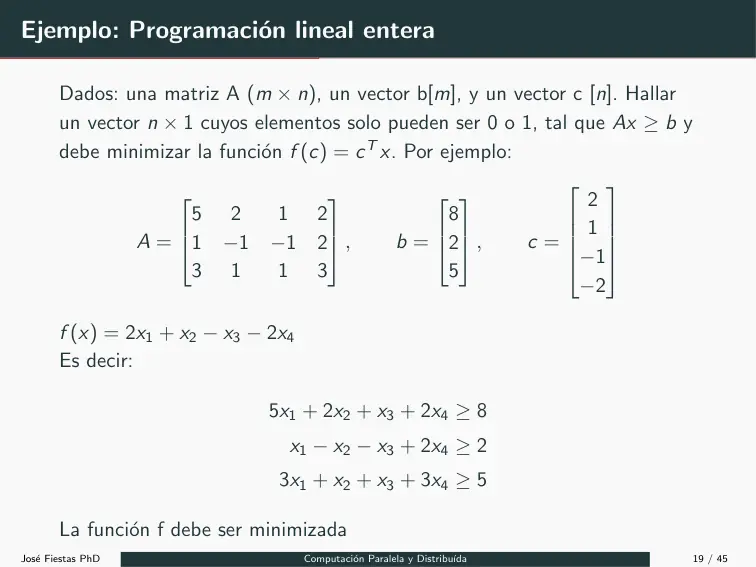 Ejemplo: Programación lineal entera
Dados: una matriz A (m × n), un vector b[m], y un vector c [n]. Hallar
un vector n × 1 cuyos elementos solo pueden ser 0 o 1, tal que Ax ≥ b y
debe minimizar la función f(c) = cᵀx. Por ejemplo:
A = [5 2 1 2; 1 −1 −1 2; 3 1 1 3], b = [8; 2; 5], c = [2; 1; −1; −2]
f(x) = 2x₁ + x₂ − x₃ − 2x₄
Es decir:
5x₁ + 2x₂ + x₃ + 2x₄ ≥ 8
x₁ − x₂ − x₃ + 2x₄ ≥ 2
3x₁ + x₂ + x₃ + 3x₄ ≥ 5
La función f debe ser minimizada
José Fiestas PhD Computación Paralela y Distribuída 19 / 45